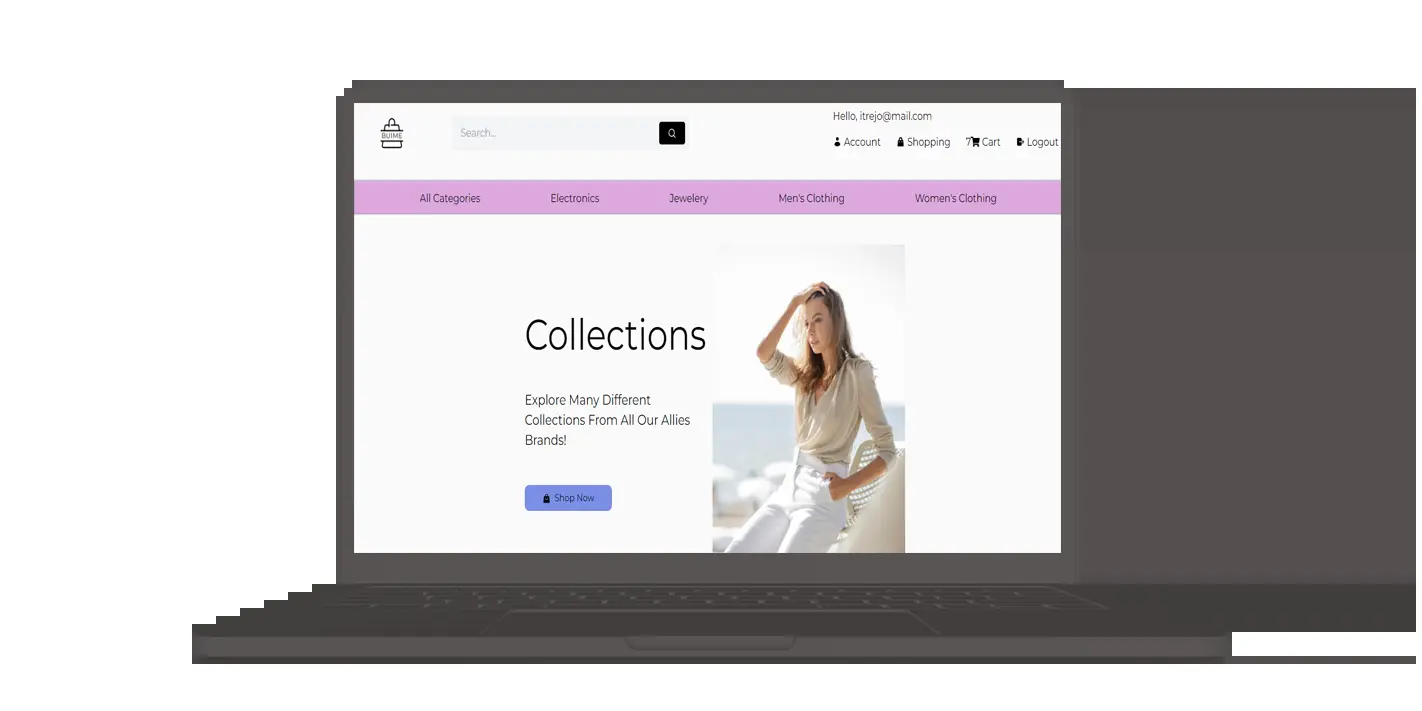 Hello, itrejo@mail.com
BUIME
Search...
Account Shopping 7 Cart Logout
All Categories Electronics Jewelery Men's Clothing Women's Clothing
Collections
Explore Many Different
Collections From All Our Allies
Brands!
Shop Now